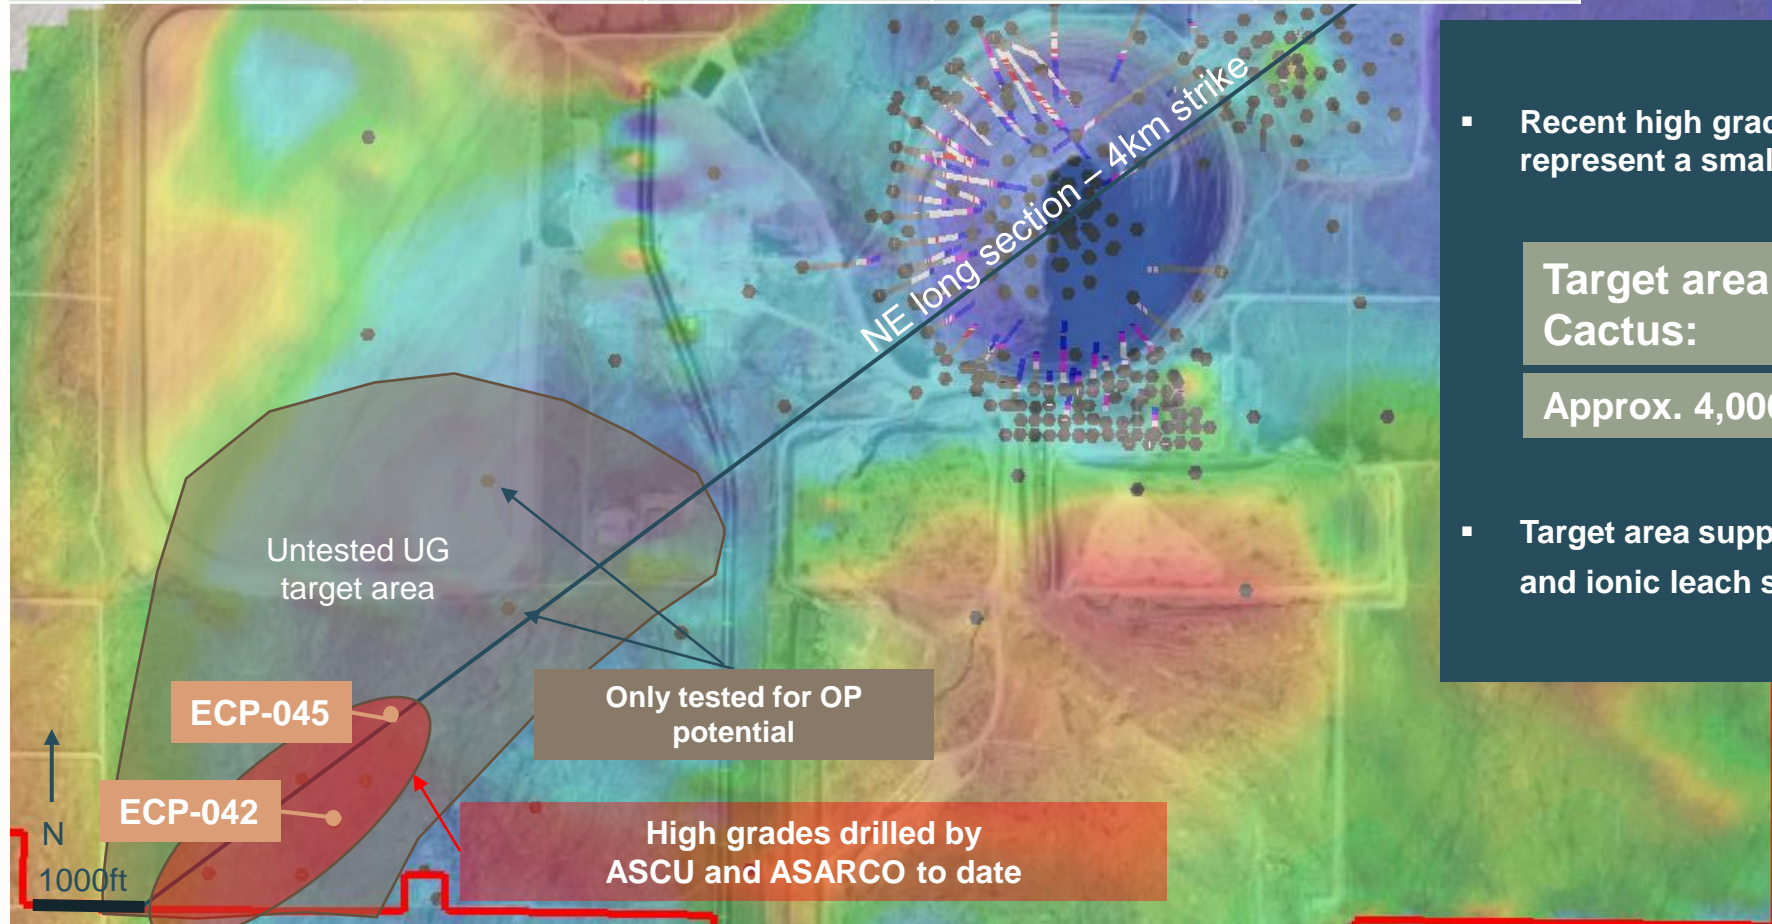 NE long section – 4km strike
Recent high grad
represent a smal
Target area
Cactus:
Approx. 4,000
Target area supp
and ionic leach s
Untested UG
target area
Only tested for OP
potential
ECP-045
ECP-042
High grades drilled by
ASCU and ASARCO to date
N
1000ft